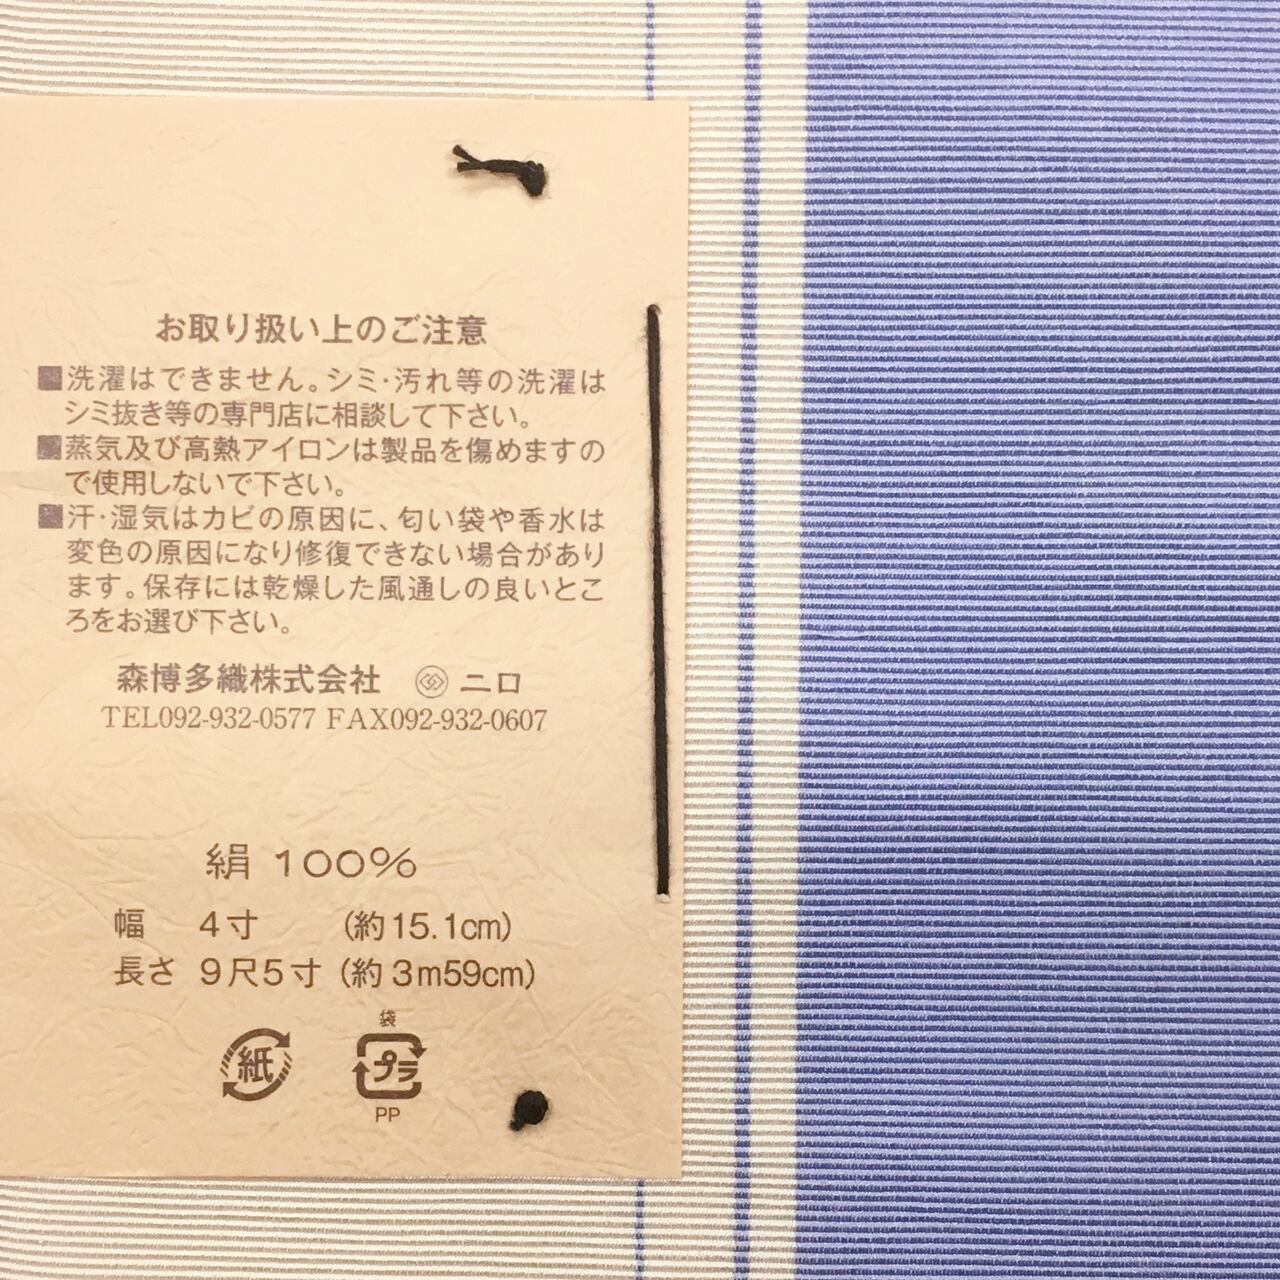 お取り扱い上のご注意
■洗濯はできません。シミ・汚れ等の洗濯は
シミ抜き等の専門店に相談して下さい。
■蒸気及び高熱アイロンは製品を傷めますの
で使用しないで下さい。
■汗・湿気はカビの原因に、匂い袋や香水は
変色の原因になり修復できない場合があり
ます。保存には乾燥した風通しの良いとこ
ろをお選び下さい。
森博多織株式会社 ニロ
TEL092-932-0577 FAX092-932-0607
絹 100%
幅 4寸 (約15.1cm)
長さ 9尺5寸 (約3m59cm)
袋
紙 プラ
PP